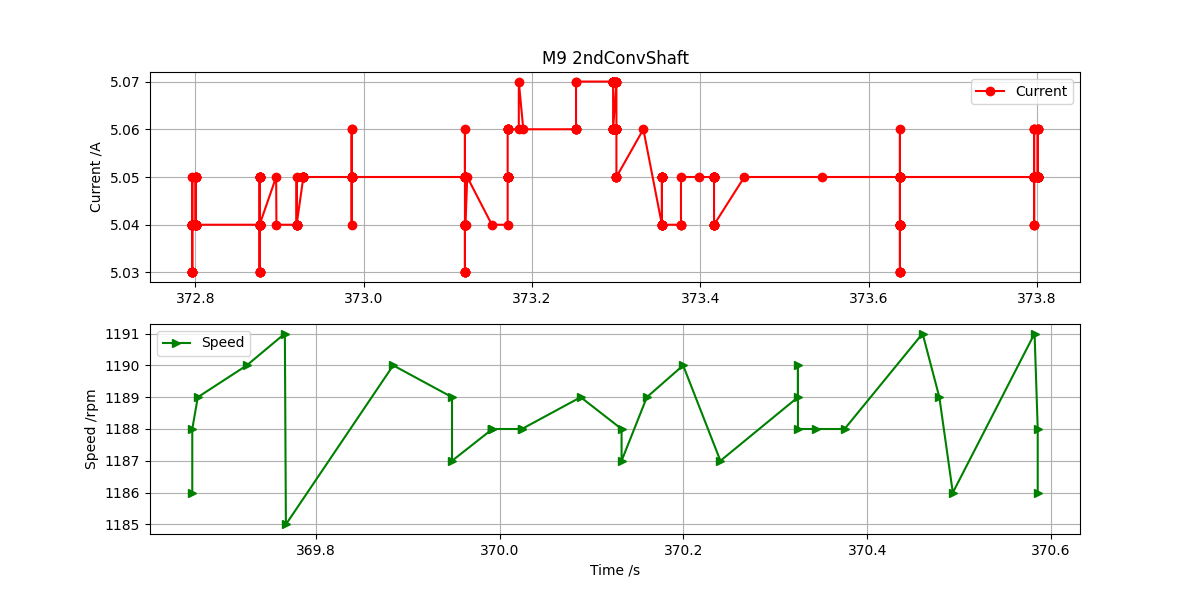 M9 2ndConvShaft
5.07
5.06
5.05
5.04
5.03
Current /A
Current
372.8 373.0 373.2 373.4 373.6 373.8
1191
1190
1189
1188
1187
1186
1185
Speed /rpm
Speed
369.8 370.0 370.2 370.4 370.6
Time /s